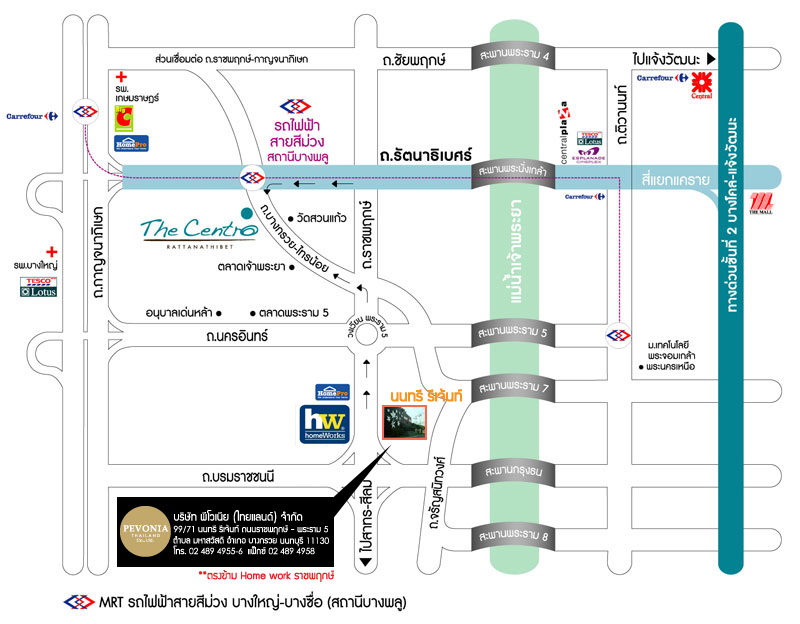 ส่วนเชื่อมต่อ ถ.ราชพฤกษ์-กาญจนาภิเษก
ถ.ชัยพฤกษ์
สะพานพระราม 4
ไปแจ้งวัฒนะ
รพ.
เกษมราษฎร์
Carrefour
BIG
C
HomePro
รถไฟฟ้า
สายสีม่วง
สถานีบางพลู
centralplaza
TESCO
Lotus
ESPLANADE
CINEPLEX
ถ.ติวานนท์
Carrefour
Central
ถ.รัตนาธิเบศร์
สะพานพระนั่งเกล้า
สี่แยกแคราย
Carrefour
THE MALL
ทางด่วนขั้นที่ 2 บางโคล่-แจ้งวัฒนะ
The Centro
RATTANATHIBET
วัดสวนแก้ว
ถ.บางกรวย-ไทรน้อย
ถ.ราชพฤกษ์
แม่น้ำเจ้าพระยา
ถ.กาญจนาภิเษก
รพ.บางใหญ่
TESCO
Lotus
ตลาดเจ้าพระยา
อนุบาลเด่นหล้า
ตลาดพระราม 5
ถ.นครอินทร์
วงเวียน พระราม 5
สะพานพระราม 5
ม.เทคโนโลยี
พระจอมเกล้า
พระนครเหนือ
HomePro
hw
homeWorks
นนทรี รีเจ้นท์
สะพานพระราม 7
ถ.บรมราชชนนี
ถ.จรัญสนิทวงศ์
สะพานกรุงธน
สะพานพระราม 8
ไปสาทร-สีลม
PEVONIA
THAILAND
CO.,LTD.
บริษัท พีโวเนีย (ไทยแลนด์) จำกัด
99/71 นนทรี รีเจ้นท์ ถนนราชพฤกษ์ - พระราม 5
ตำบล มหาสวัสดิ์ อำเภอ บางกรวย นนทบุรี 11130
โทร. 02 489 4955-6 แฟ็กซ์ 02 489 4958
**ตรงข้าม Home work ราชพฤกษ์
MRT รถไฟฟ้าสายสีม่วง บางใหญ่-บางซื่อ (สถานีบางพลู)